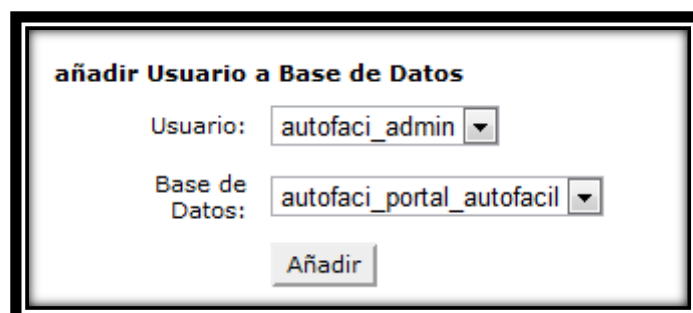 añadir Usuario a Base de Datos
Usuario: autofaci_admin
Base de
Datos: autofaci_portal_autofacil
Añadir